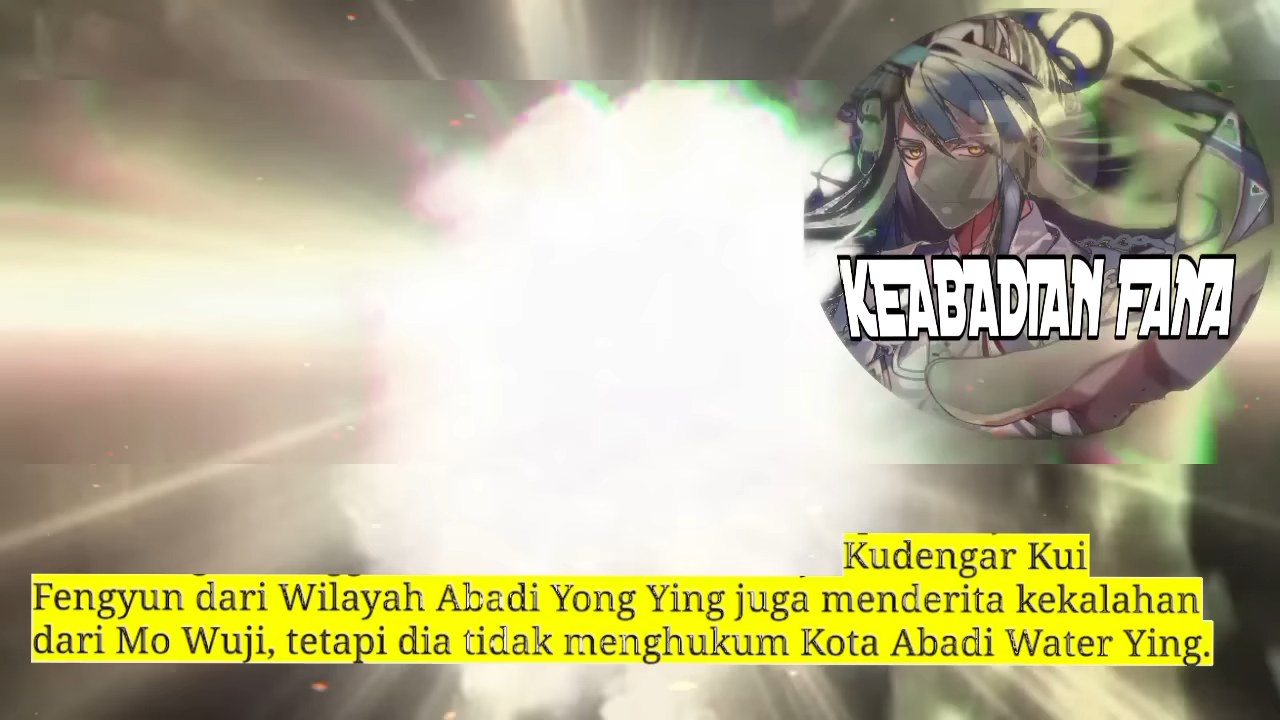 KEABADIAN FANA
Kudengar Kui
Fengyun dari Wilayah Abadi Yong Ying juga menderita kekalahan
dari Mo Wuji, tetapi dia tidak menghukum Kota Abadi Water Ying.